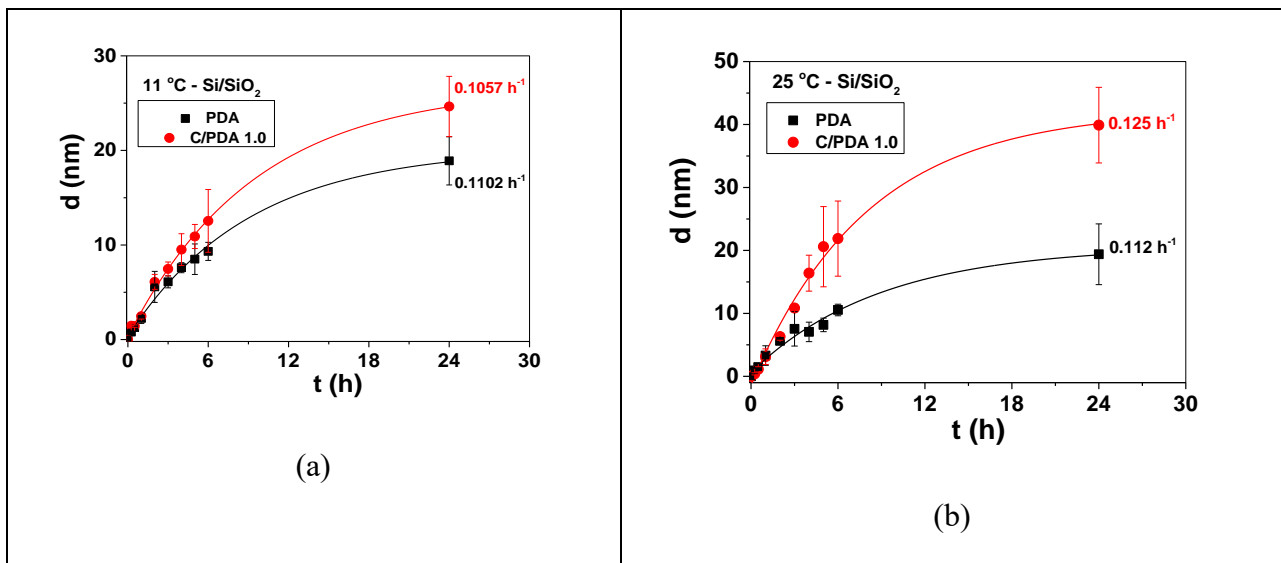 30
20
10
0
d (nm)
11 °C - Si/SiO₂
PDA
C/PDA 1.0
0.1057 h⁻¹
0.1102 h⁻¹
0 6 12 18 24 30
t (h)
(a)
50
40
30
20
10
0
d (nm)
25 °C - Si/SiO₂
PDA
C/PDA 1.0
0.125 h⁻¹
0.112 h⁻¹
0 6 12 18 24 30
t (h)
(b)